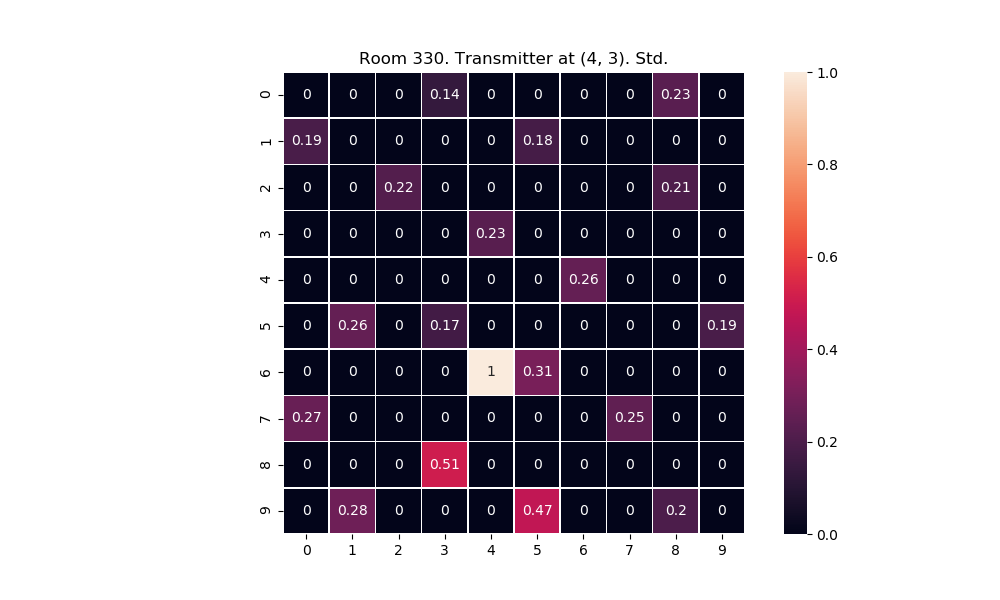 Room 330. Transmitter at (4, 3). Std.
0 0 0 0 0.14 0 0 0 0 0.23 0
1 0.19 0 0 0 0 0.18 0 0 0 0
2 0 0 0.22 0 0 0 0 0 0.21 0
3 0 0 0 0 0.23 0 0 0 0 0
4 0 0 0 0 0 0 0.26 0 0 0
5 0 0.26 0 0.17 0 0 0 0 0 0.19
6 0 0 0 0 1 0.31 0 0 0 0
7 0.27 0 0 0 0 0 0 0.25 0 0
8 0 0 0 0.51 0 0 0 0 0 0
9 0 0.28 0 0 0 0.47 0 0 0.2 0
0 1 2 3 4 5 6 7 8 9
1.0
0.8
0.6
0.4
0.2
0.0